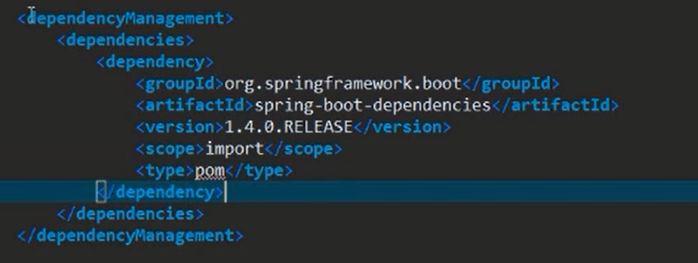 <dependencyManagement>
<dependencies>
<dependency>
<groupId>org.springframework.boot</groupId>
<artifactId>spring-boot-dependencies</artifactId>
<version>1.4.0.RELEASE</version>
<scope>import</scope>
<type>pom</type>
</dependency>
</dependencies>
</dependencyManagement>